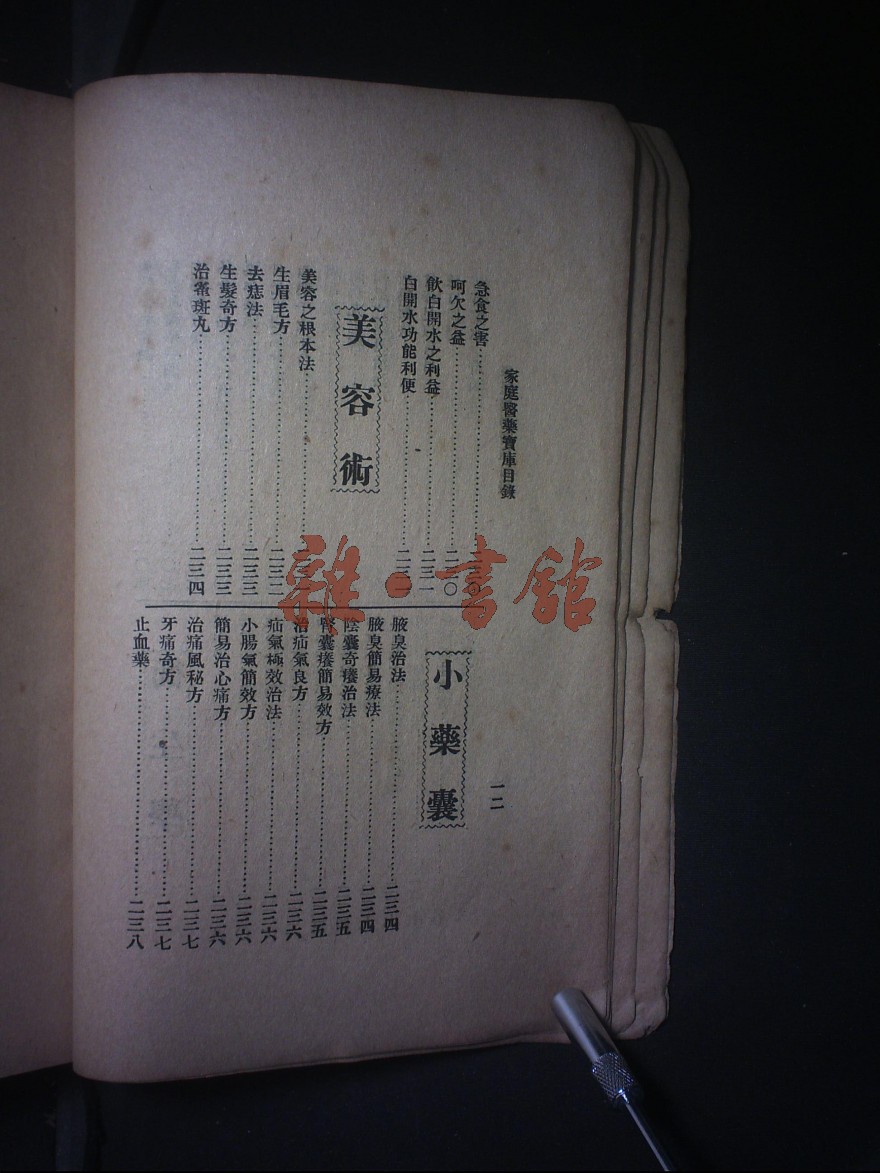 家庭醫藥寶庫目錄
一二
急食之害……
呵欠之益……二三〇
飲白開水之利益……二三一
白開水功能利便……
美容術
美容之根本法……
生眉毛方……二三二
去痣法……二三三
生髮奇方……二三三
治雀斑丸……二三四
小藥囊
腋臭治法……二三四
腋臭簡易療法……二三四
陰囊奇癢治法……二三五
腎囊癢簡易效方……二三五
治疝氣良方……二三六
疝氣極效治法……二三六
小腸氣簡效方……二三六
簡易治心痛方……二三六
治痛風秘方……二三七
牙痛奇方……二三七
止血藥……二三八
雜·書館